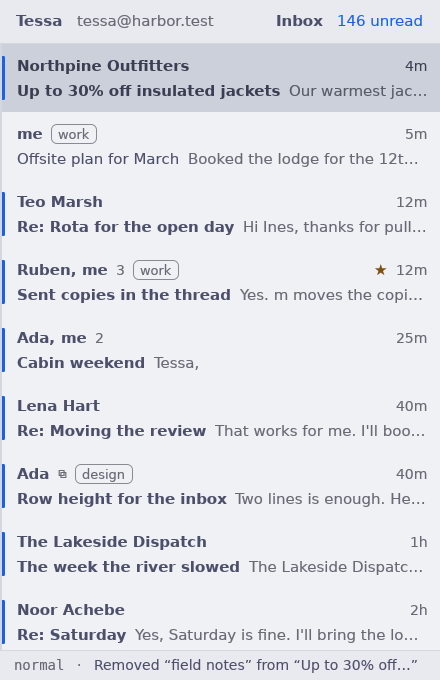 Tessa tessa@harbor.test Inbox 146 unread
Northpine Outfitters 4m
Up to 30% off insulated jackets Our warmest jac…
me work 5m
Offsite plan for March Booked the lodge for the 12t…
Teo Marsh 12m
Re: Rota for the open day Hi Ines, thanks for pull…
Ruben, me 3 work ★ 12m
Sent copies in the thread Yes. m moves the copi…
Ada, me 2 25m
Cabin weekend Tessa,
Lena Hart 40m
Re: Moving the review That works for me. I'll boo…
Ada ⧉ design 40m
Row height for the inbox Two lines is enough. He…
The Lakeside Dispatch 1h
The week the river slowed The Lakeside Dispatc…
Noor Achebe 2h
Re: Saturday Yes, Saturday is fine. I'll bring the lo…
normal · Removed “field notes” from “Up to 30% off…”